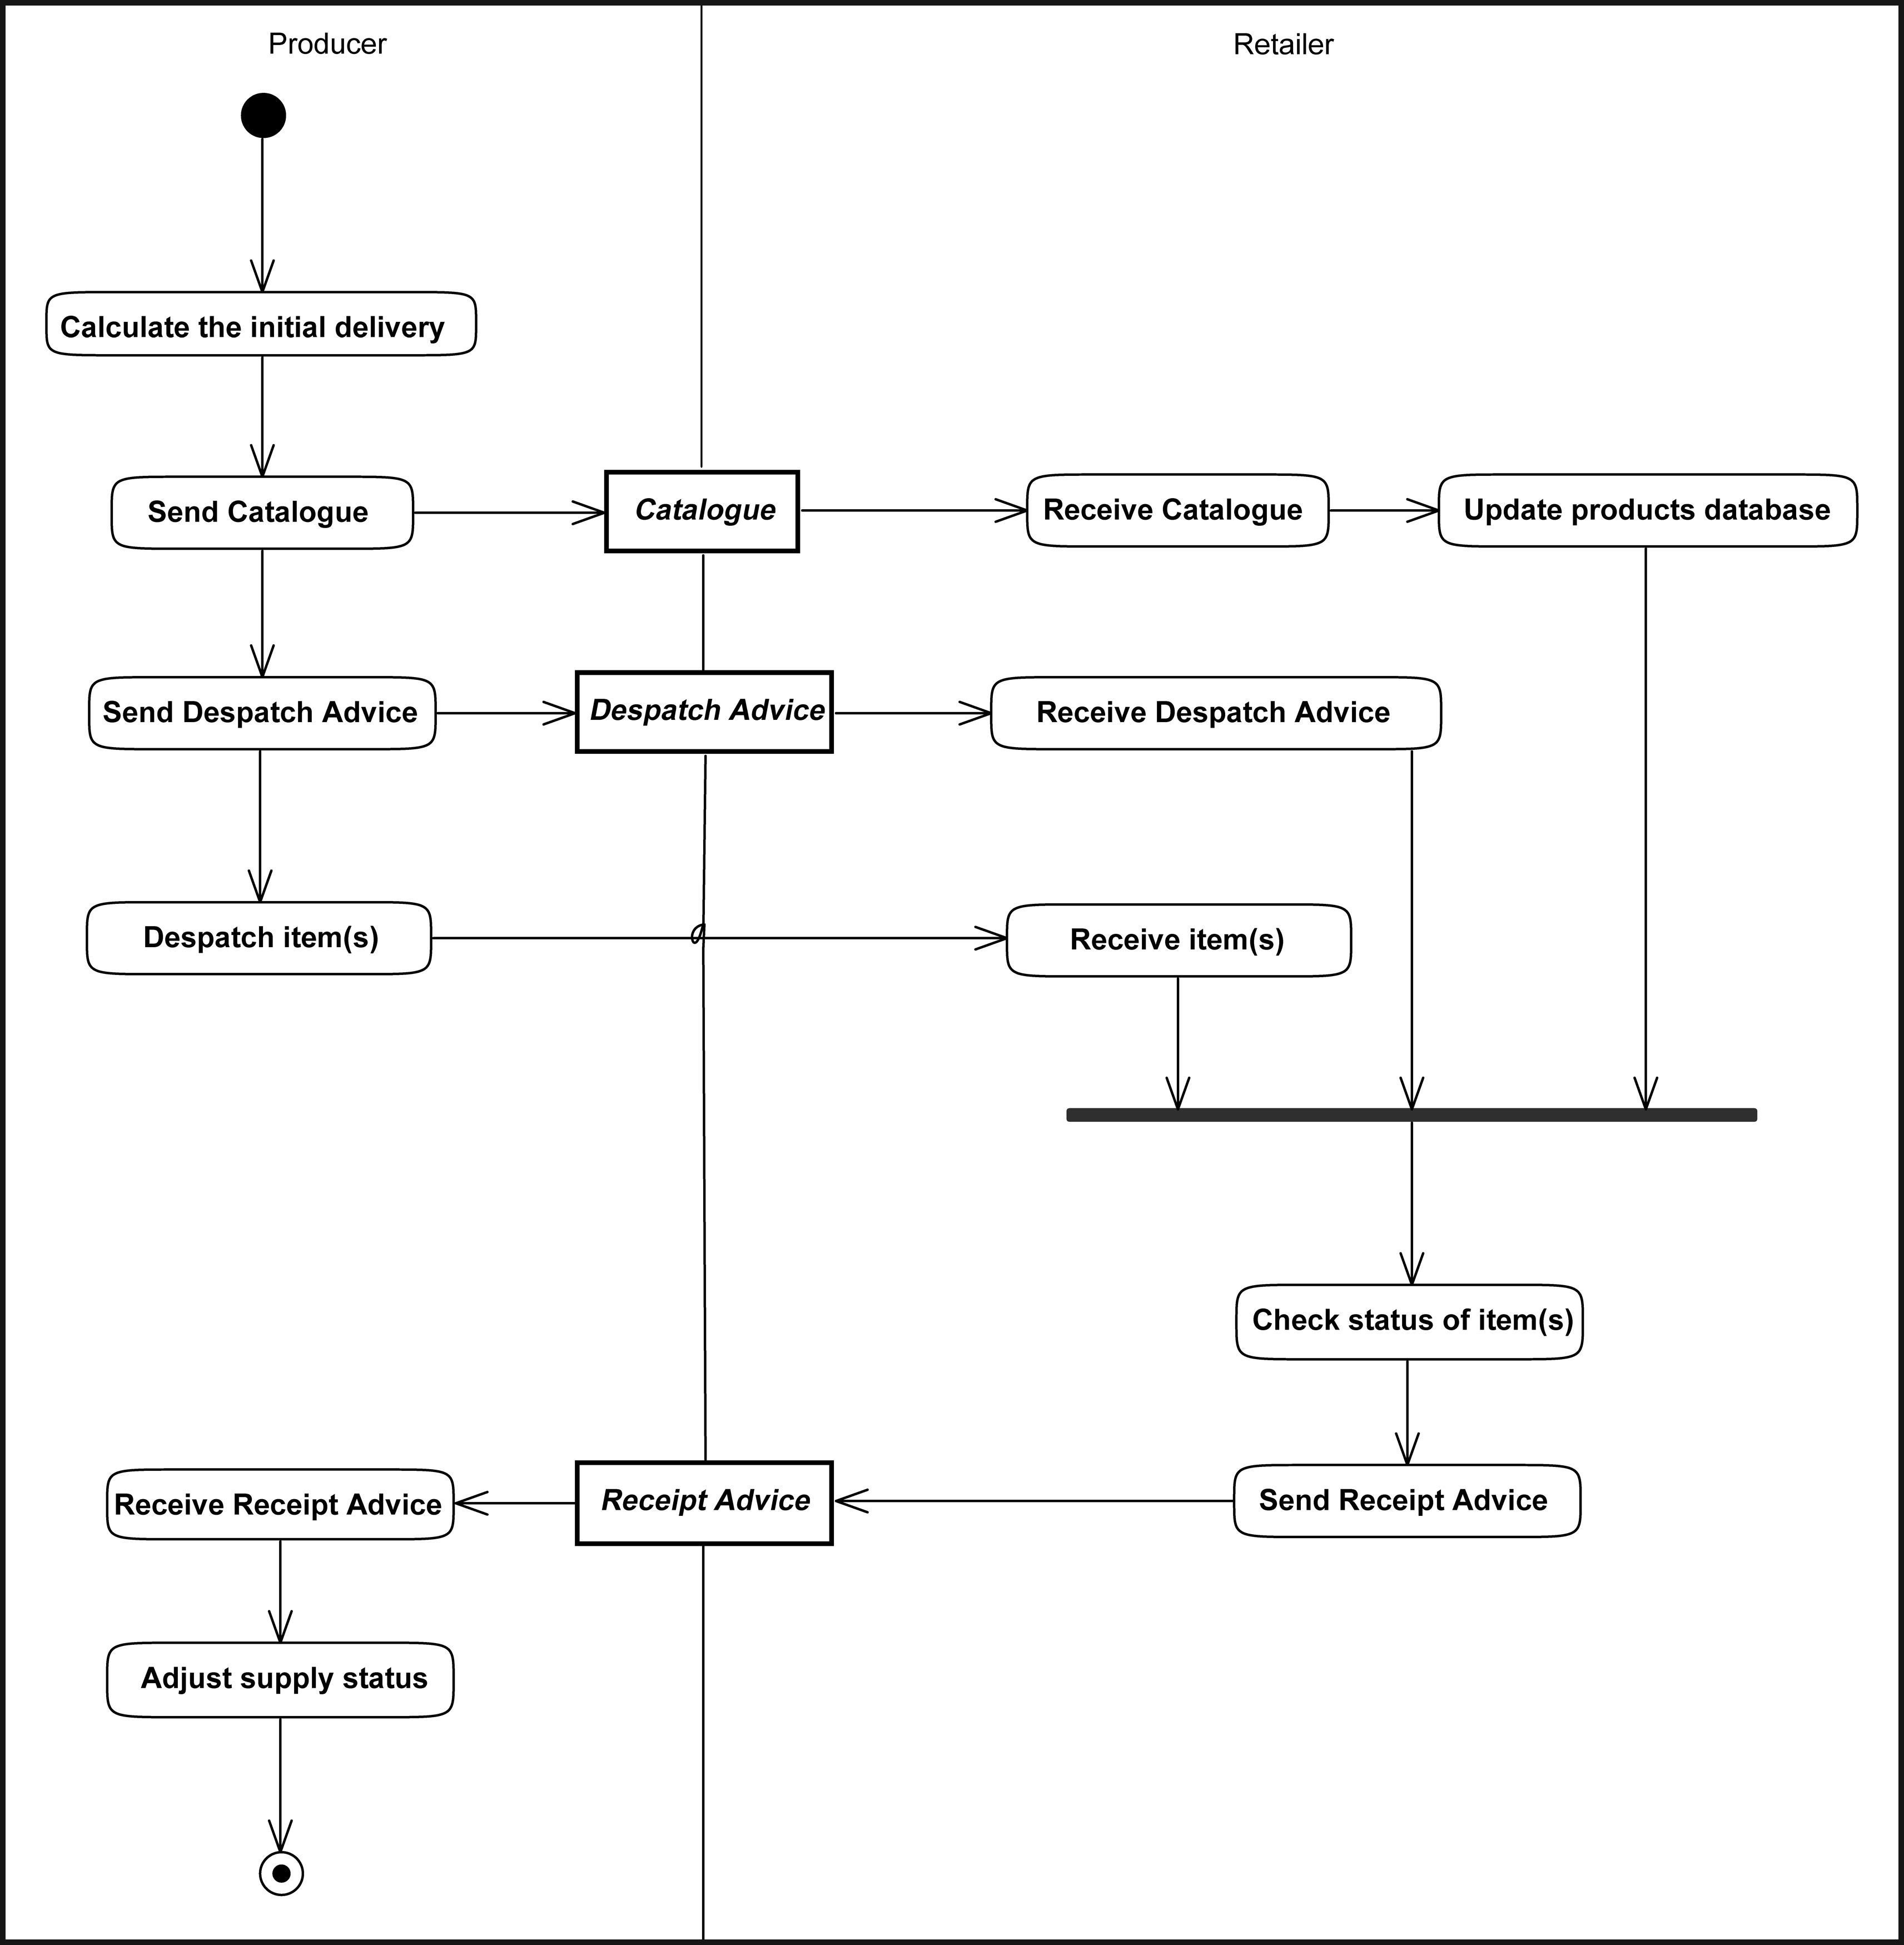 Producer
Retailer
Calculate the initial delivery
Send Catalogue
Catalogue
Receive Catalogue
Update products database
Send Despatch Advice
Despatch Advice
Receive Despatch Advice
Despatch item(s)
Receive item(s)
Check status of item(s)
Receive Receipt Advice
Receipt Advice
Send Receipt Advice
Adjust supply status